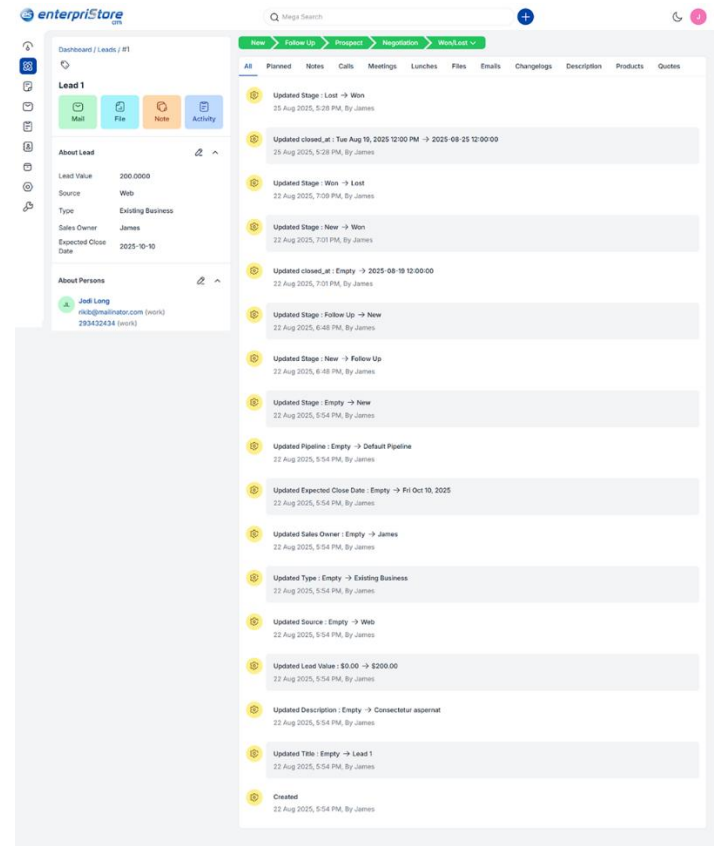 enterpriStore
Mega Search
J
Dashboard / Leads / #1
Lead 1
Mail
File
Note
Activity
About Lead
Lead Value 200.0000
Source Web
Type Existing Business
Sales Owner James
Expected Close Date 2025-10-10
About Persons
JL
Jodi Long
rikib@mailinator.com (work)
293432434 (work)
New Follow Up Prospect Negotiation Won/Lost
All Planned Notes Calls Meetings Lunches Files Emails Changelogs Description Products Quotes
Updated Stage : Lost → Won
25 Aug 2025, 5:28 PM, By James
Updated closed_at : Tue Aug 19, 2025 12:00 PM → 2025-08-25 12:00:00
25 Aug 2025, 5:28 PM, By James
Updated Stage : Won → Lost
22 Aug 2025, 7:09 PM, By James
Updated Stage : New → Won
22 Aug 2025, 7:01 PM, By James
Updated closed_at : Empty → 2025-08-19 12:00:00
22 Aug 2025, 7:01 PM, By James
Updated Stage : Follow Up → New
22 Aug 2025, 6:48 PM, By James
Updated Stage : New → Follow Up
22 Aug 2025, 6:48 PM, By James
Updated Stage : Empty → New
22 Aug 2025, 5:54 PM, By James
Updated Pipeline : Empty → Default Pipeline
22 Aug 2025, 5:54 PM, By James
Updated Expected Close Date : Empty → Fri Oct 10, 2025
22 Aug 2025, 5:54 PM, By James
Updated Sales Owner : Empty → James
22 Aug 2025, 5:54 PM, By James
Updated Type : Empty → Existing Business
22 Aug 2025, 5:54 PM, By James
Updated Source : Empty → Web
22 Aug 2025, 5:54 PM, By James
Updated Lead Value : $0.00 → $200.00
22 Aug 2025, 5:54 PM, By James
Updated Description : Empty → Consectetur aspernat
22 Aug 2025, 5:54 PM, By James
Updated Title : Empty → Lead 1
22 Aug 2025, 5:54 PM, By James
Created
22 Aug 2025, 5:54 PM, By James